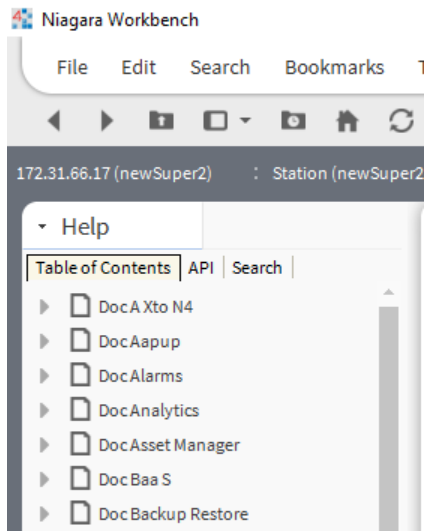 Niagara Workbench
File Edit Search Bookmarks
172.31.66.17 (newSuper2) : Station (newSuper2
Help
Table of Contents API Search
Doc A Xto N4
Doc Aapup
Doc Alarms
Doc Analytics
Doc Asset Manager
Doc Baa S
Doc Backup Restore